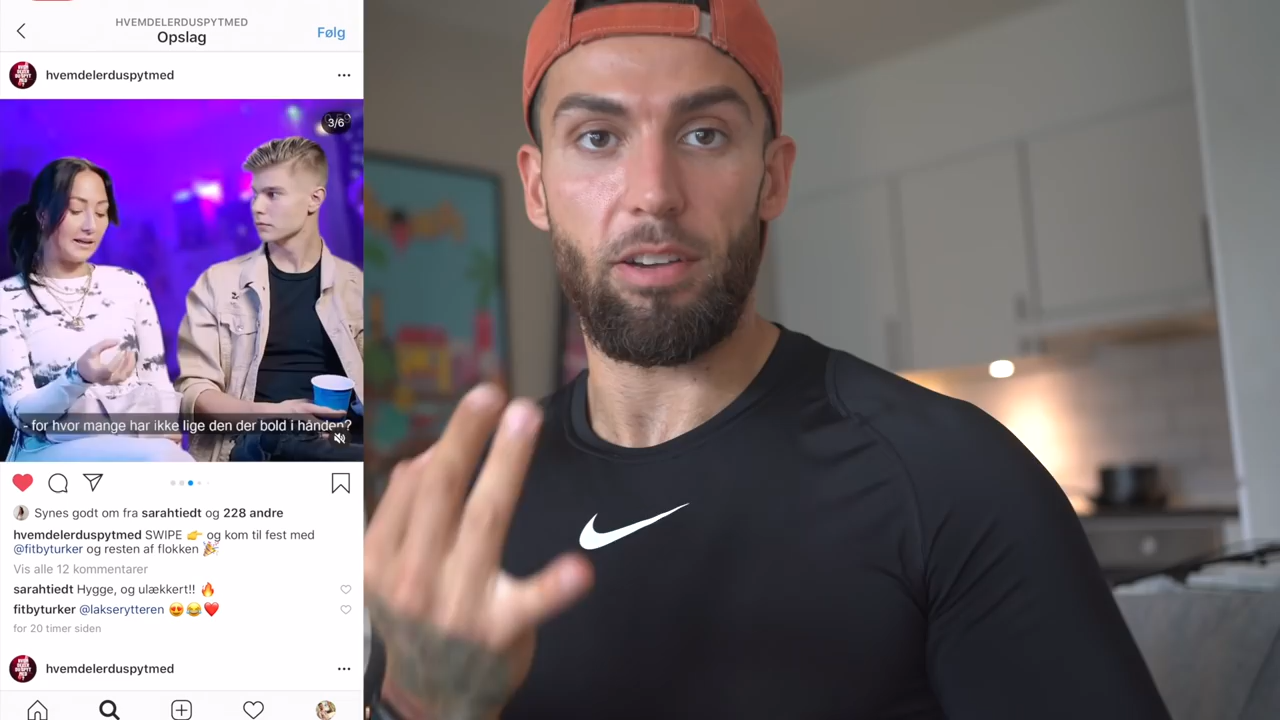 HVEMDELERDUSPYTMED
Opslag
Følg
hvemdelerduspytmed
3/6
- for hvor mange har ikke lige den der bold i hånden?
Synes godt om fra sarahtiedt og 228 andre
hvemdelerduspytmed SWIPE 👉 og kom til fest med
@fitbyturker og resten af flokken 🎉
Vis alle 12 kommentarer
sarahtiedt Hygge, og ulækkert!! 🔥
fitbyturker @lakserytteren 😍😂❤️
for 20 timer siden
hvemdelerduspytmed